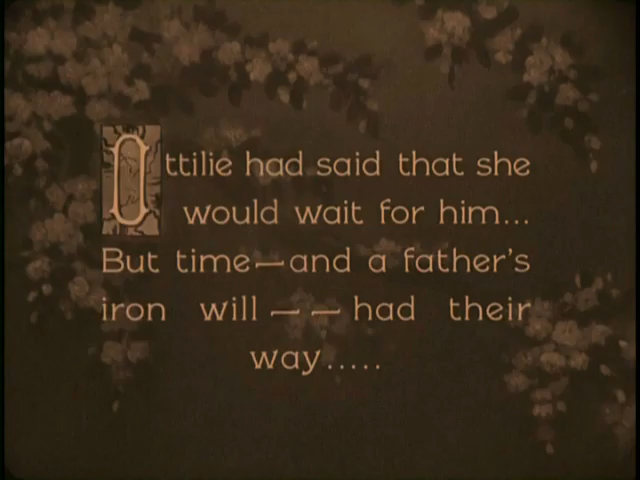 Ottilie had said that she
would wait for him...
But time—and a father's
iron will — — had their
way.....